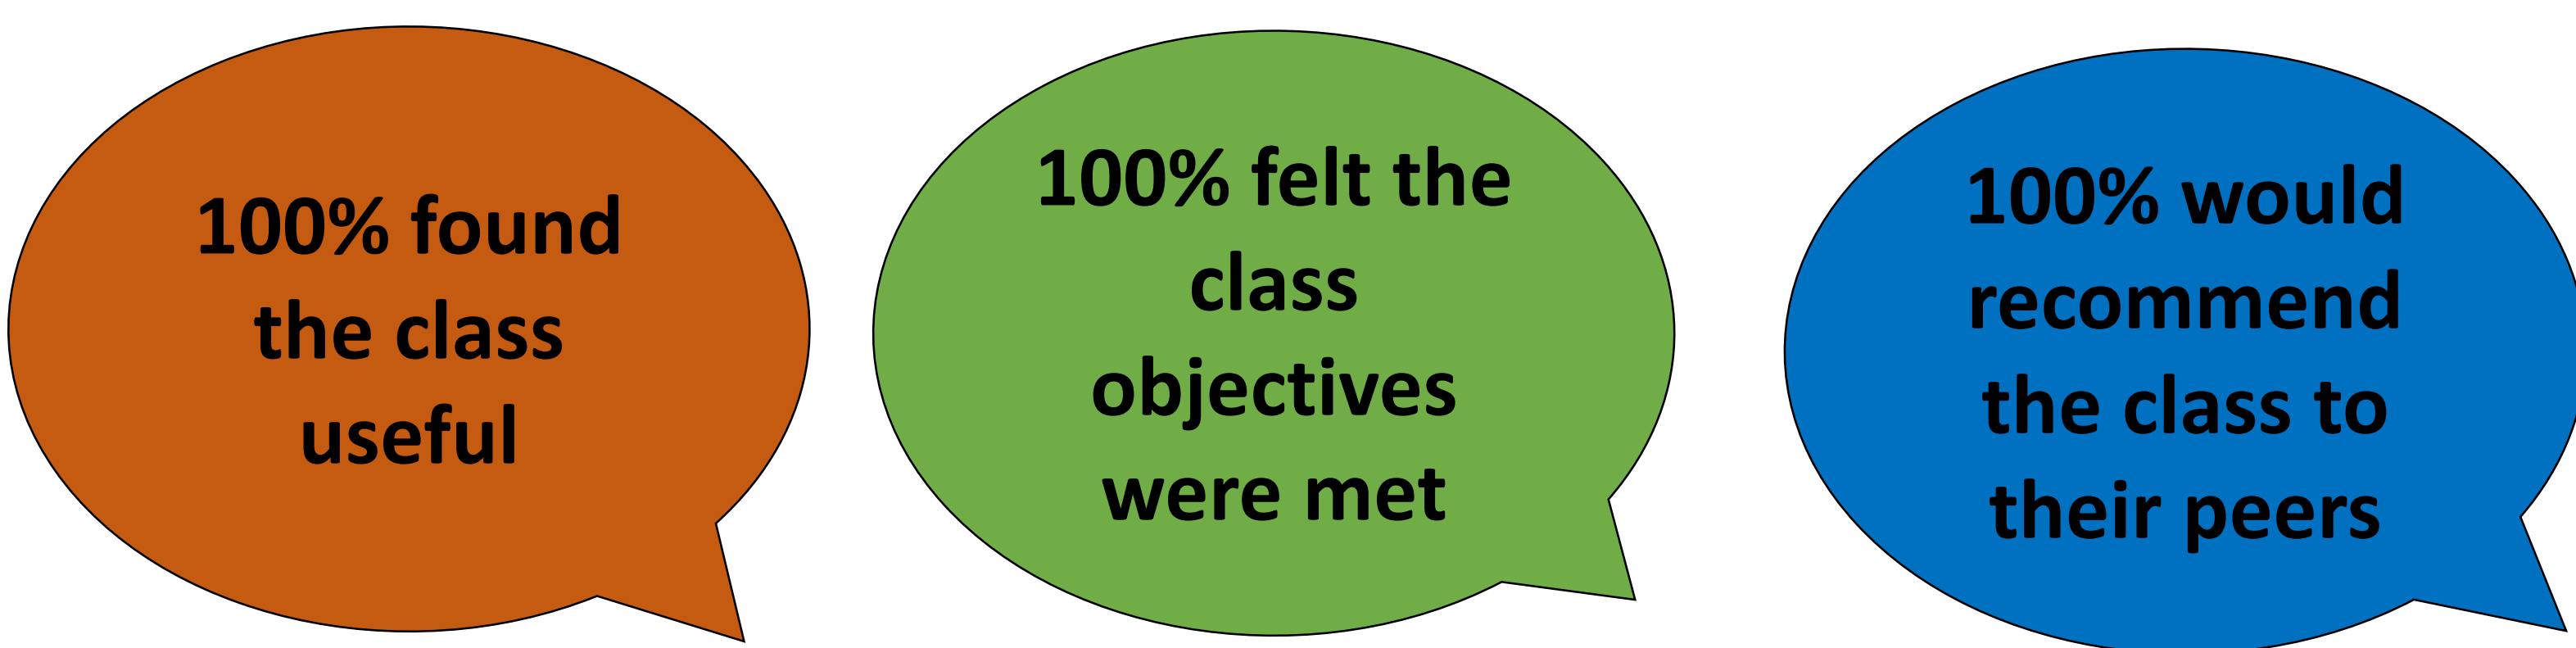 100% found
the class
useful
100% felt the
class
objectives
were met
100% would
recommend
the class to
their peers